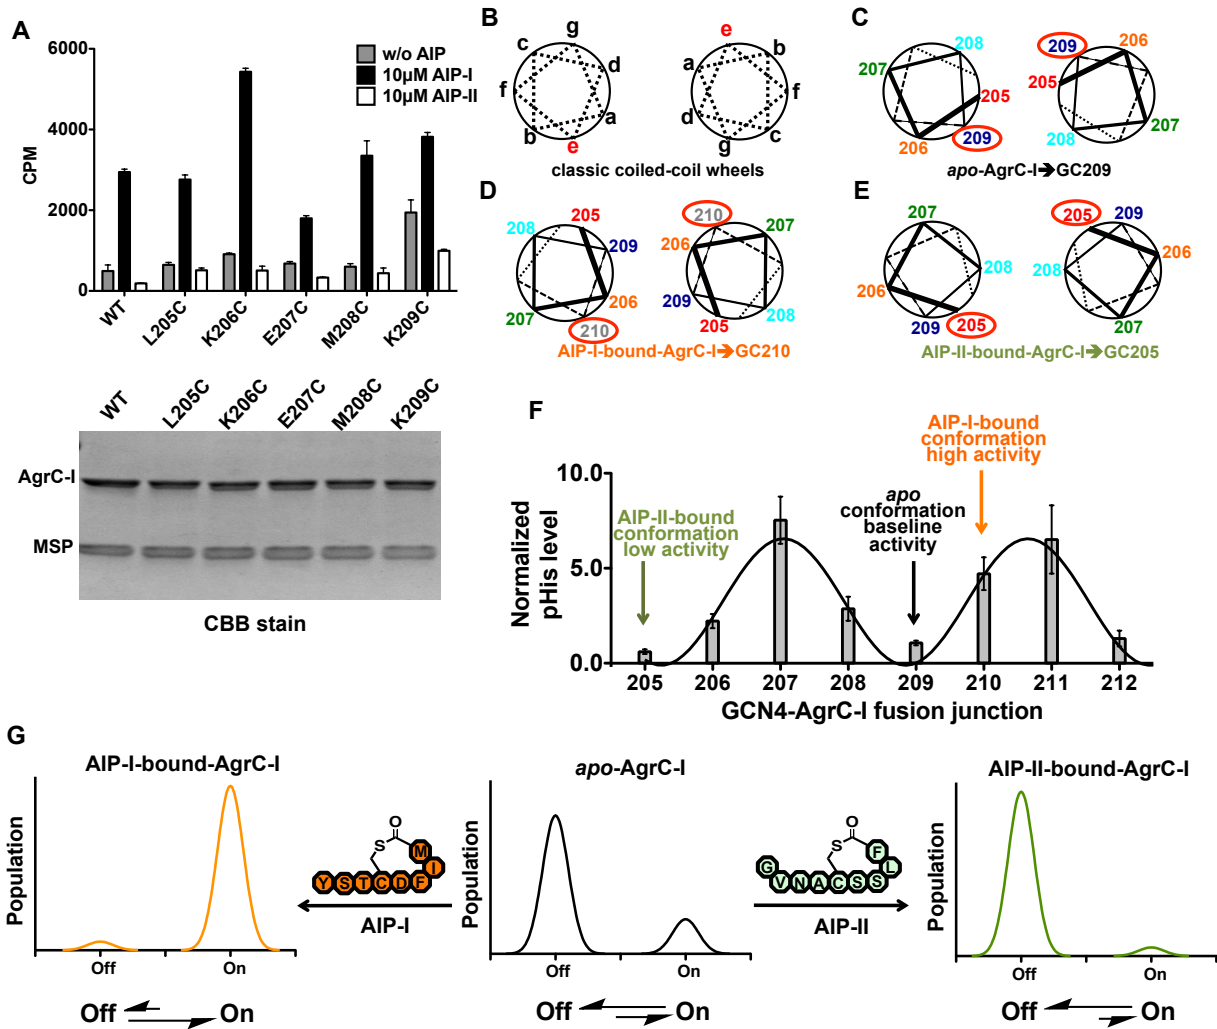 A
6000
4000
2000
0
CPM
w/o AIP
10µM AIP-I
10µM AIP-II
WT
L205C
K206C
E207C
M208C
K209C
WT
L205C
K206C
E207C
M208C
K209C
AgrC-I
MSP
CBB stain
B
g
c
d
f
a
b
e
e
b
a
f
d
c
g
classic coiled-coil wheels
C
208
207
205
209
206
209
206
205
207
208
apo-AgrC-I➔GC209
D
205
208
209
206
207
210
210
207
206
209
208
205
AIP-I-bound-AgrC-I➔GC210
E
207
208
206
209
205
205
209
206
208
207
AIP-II-bound-AgrC-I➔GC205
F
Normalized
pHis level
10.0
5.0
0.0
AIP-II-bound
conformation
low activity
apo
conformation
baseline
activity
AIP-I-bound
conformation
high activity
205 206 207 208 209 210 211 212
GCN4-AgrC-I fusion junction
G
AIP-I-bound-AgrC-I
Population
Off
On
Off
On
O
S
M
I
Y S T C D F
AIP-I
apo-AgrC-I
Population
Off
On
Off
On
O
S
F
G
L
V N A C S S
AIP-II
AIP-II-bound-AgrC-I
Population
Off
On
Off
On